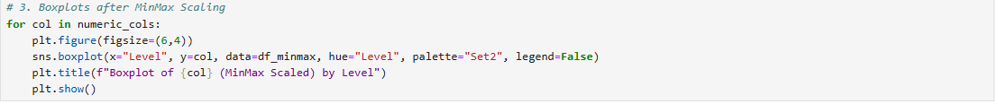 # 3. Boxplots after MinMax Scaling
for col in numeric_cols:
    plt.figure(figsize=(6,4))
    sns.boxplot(x="Level", y=col, data=df_minmax, hue="Level", palette="Set2", legend=False)
    plt.title(f"Boxplot of {col} (MinMax Scaled) by Level")
    plt.show()